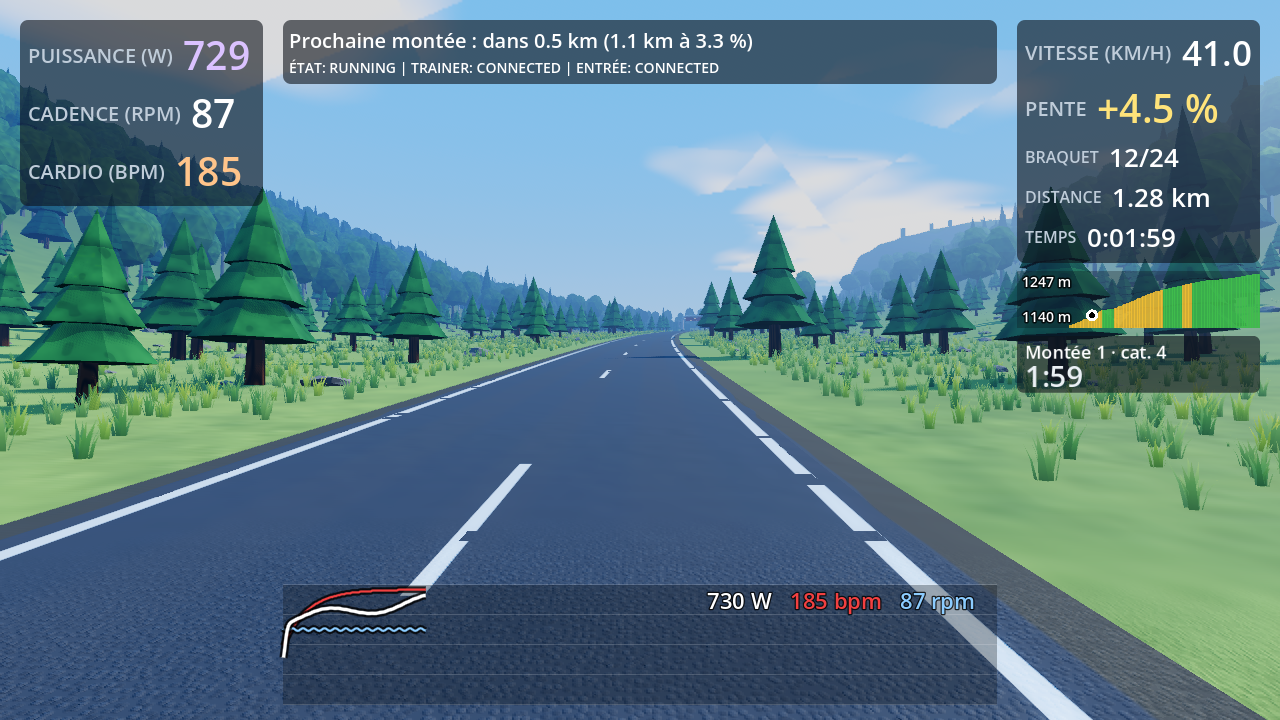 PUISSANCE (W) 729
CADENCE (RPM) 87
CARDIO (BPM) 185
Prochaine montée : dans 0.5 km (1.1 km à 3.3 %)
ÉTAT: RUNNING | TRAINER: CONNECTED | ENTRÉE: CONNECTED
VITESSE (KM/H) 41.0
PENTE +4.5 %
BRAQUET 12/24
DISTANCE 1.28 km
TEMPS 0:01:59
1247 m
1140 m
Montée 1 · cat. 4
1:59
730 W 185 bpm 87 rpm